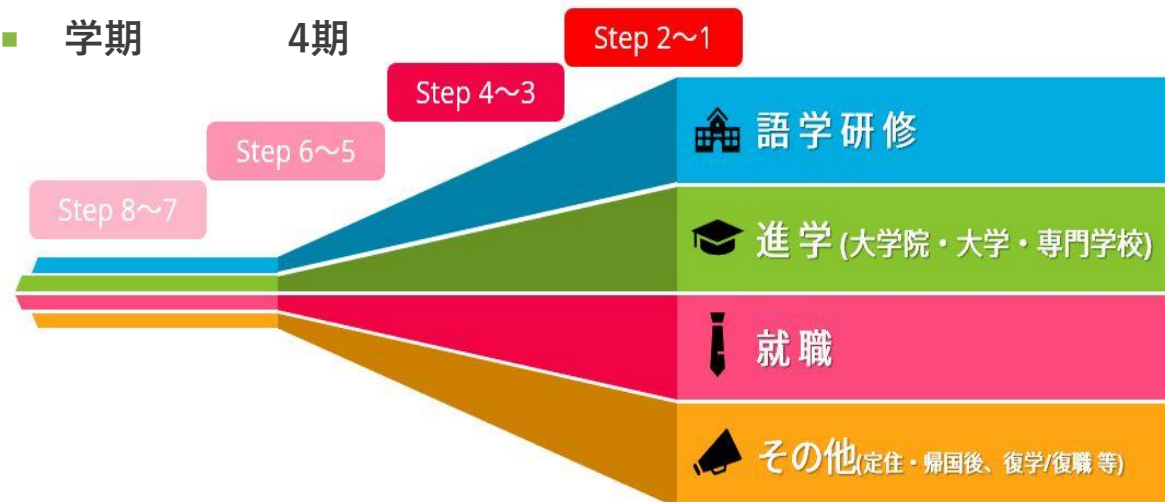 学期 4期
Step 2～1
Step 4～3
Step 6～5
Step 8～7
語学研修
進学(大学院・大学・専門学校)
就職
その他(定住・帰国後、復学/復職 等)